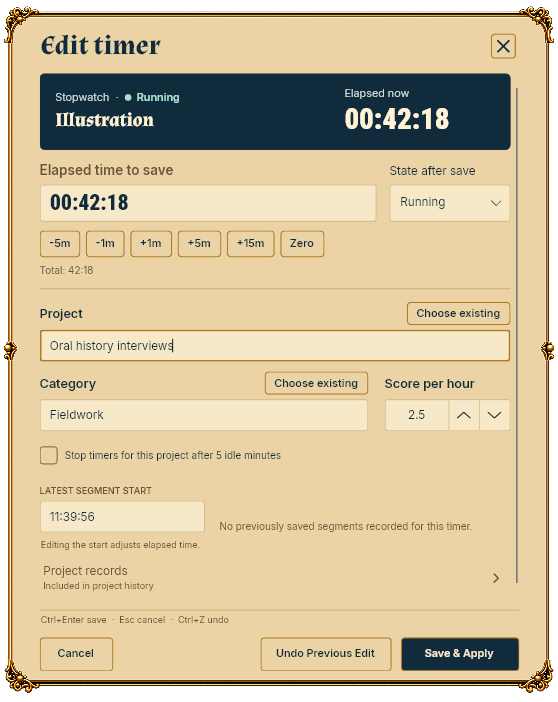 Edit timer
Stopwatch · Running
Illustration
Elapsed now
00:42:18
Elapsed time to save
00:42:18
State after save
Running
-5m -1m +1m +5m +15m Zero
Total: 42:18
Project
Choose existing
Oral history interviews
Category
Choose existing
Fieldwork
Score per hour
2.5
Stop timers for this project after 5 idle minutes
LATEST SEGMENT START
11:39:56
No previously saved segments recorded for this timer.
Editing the start adjusts elapsed time.
Project records
Included in project history
Ctrl+Enter save · Esc cancel · Ctrl+Z undo
Cancel
Undo Previous Edit
Save & Apply